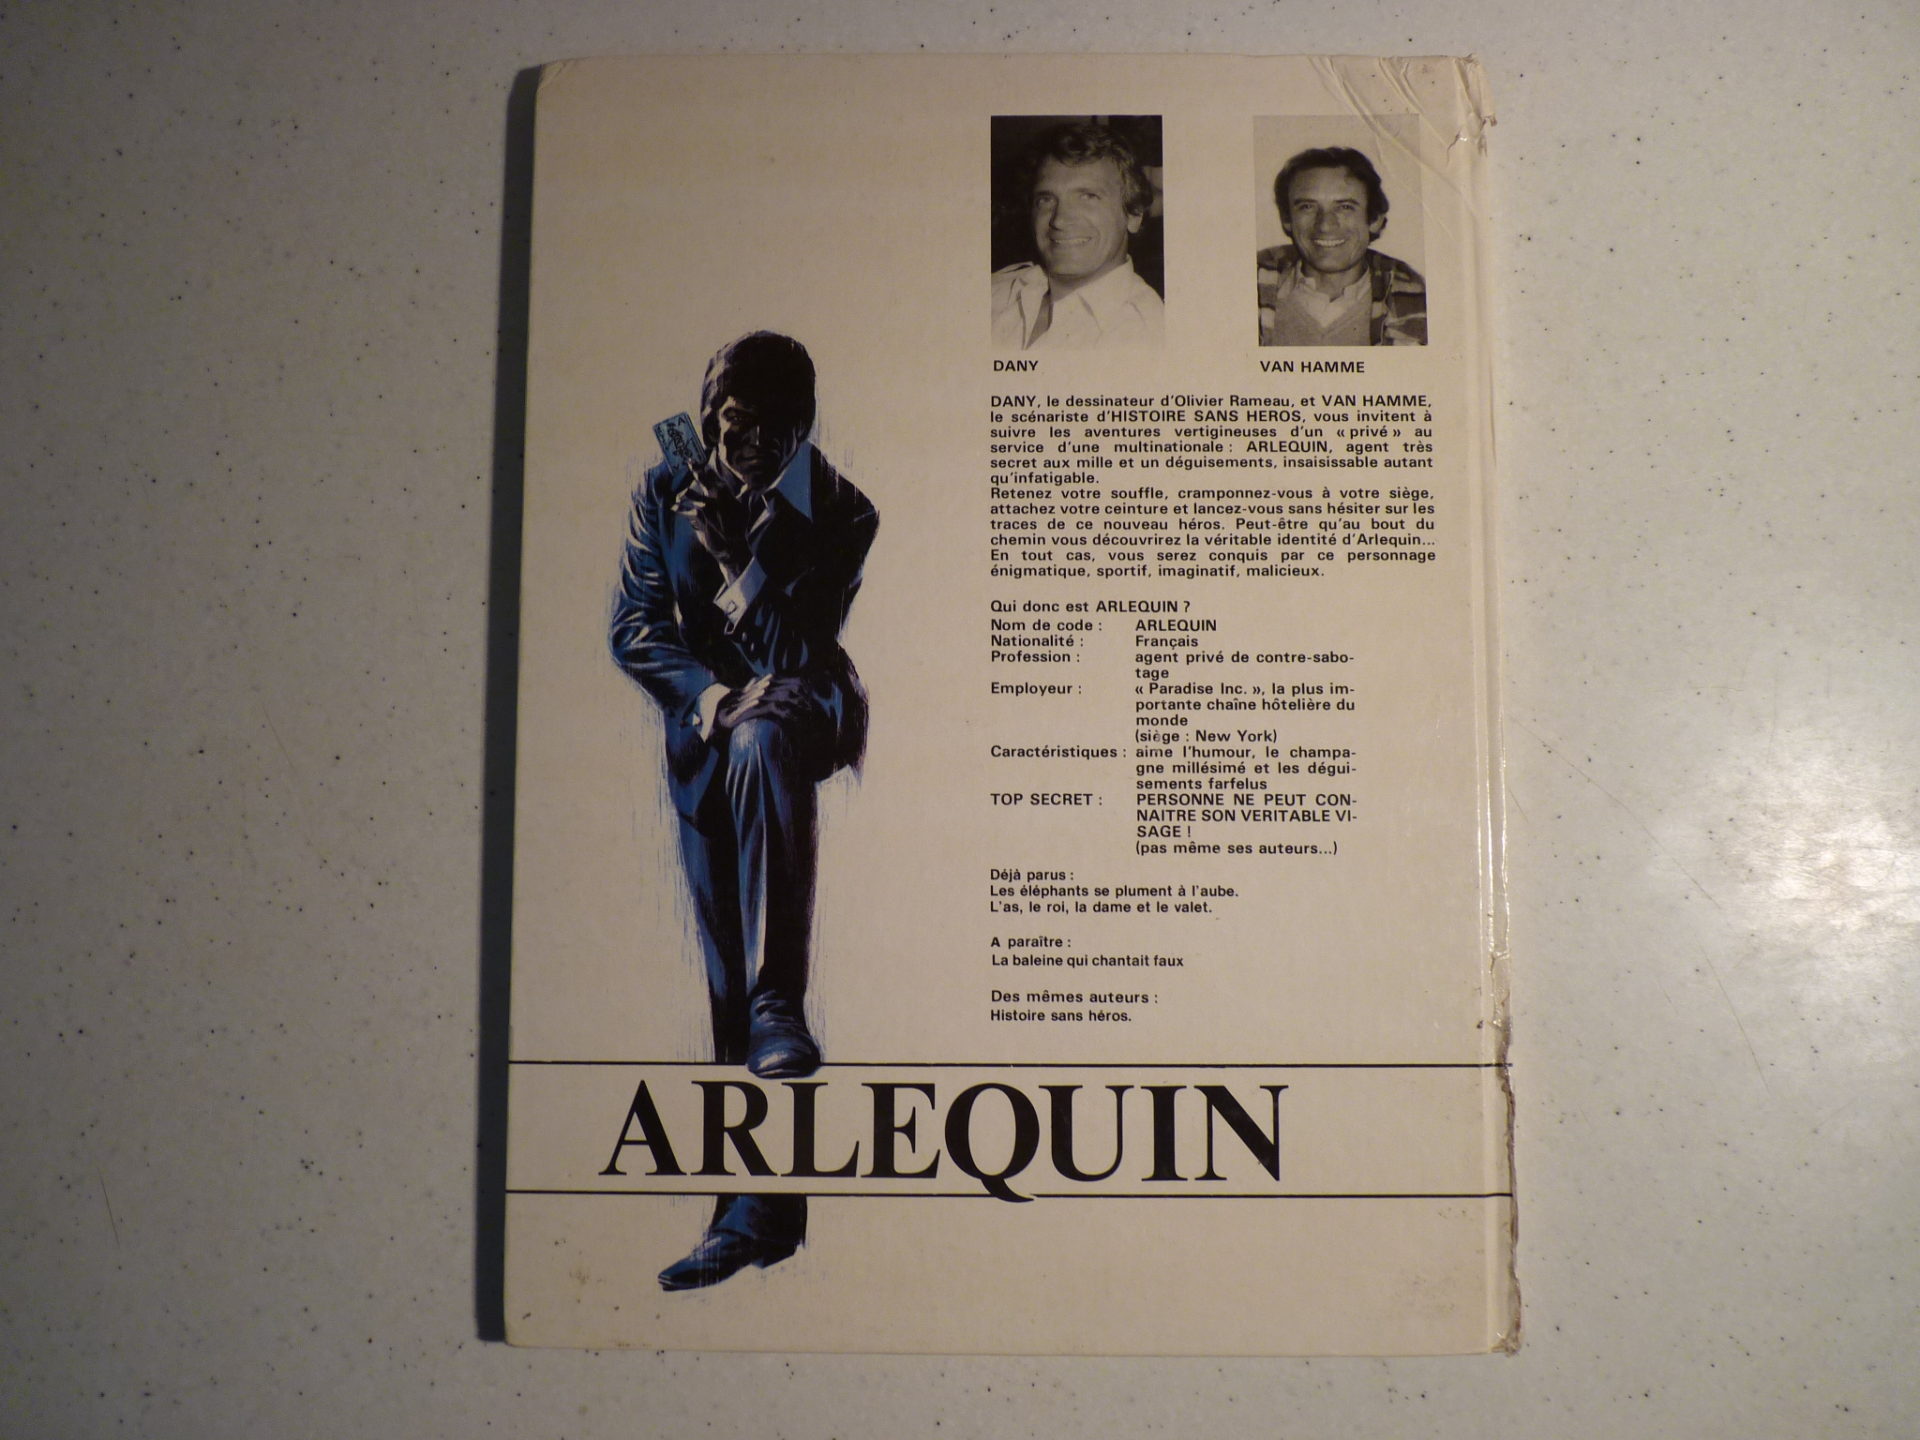 DANY
VAN HAMME
DANY, le dessinateur d'Olivier Rameau, et VAN HAMME,
le scénariste d'HISTOIRE SANS HEROS, vous invitent à
suivre les aventures vertigineuses d'un « privé » au
service d'une multinationale : ARLEQUIN, agent très
secret aux mille et un déguisements, insaisissable autant
qu'infatigable.
Retenez votre souffle, cramponnez-vous à votre siège,
attachez votre ceinture et lancez-vous sans hésiter sur les
traces de ce nouveau héros. Peut-être qu'au bout du
chemin vous découvrirez la véritable identité d'Arlequin...
En tout cas, vous serez conquis par ce personnage
énigmatique, sportif, imaginatif, malicieux.
Qui donc est ARLEQUIN ?
Nom de code : ARLEQUIN
Nationalité : Français
Profession : agent privé de contre-sabo-
tage
Employeur : « Paradise Inc. », la plus im-
portante chaîne hôtelière du
monde
(siège : New York)
Caractéristiques : aime l'humour, le champa-
gne millésimé et les dégui-
sements farfelus
TOP SECRET : PERSONNE NE PEUT CON-
NAITRE SON VERITABLE VI-
SAGE !
(pas même ses auteurs...)
Déjà parus :
Les éléphants se plument à l'aube.
L'as, le roi, la dame et le valet.
A paraître :
La baleine qui chantait faux
Des mêmes auteurs :
Histoire sans héros.
ARLEQUIN